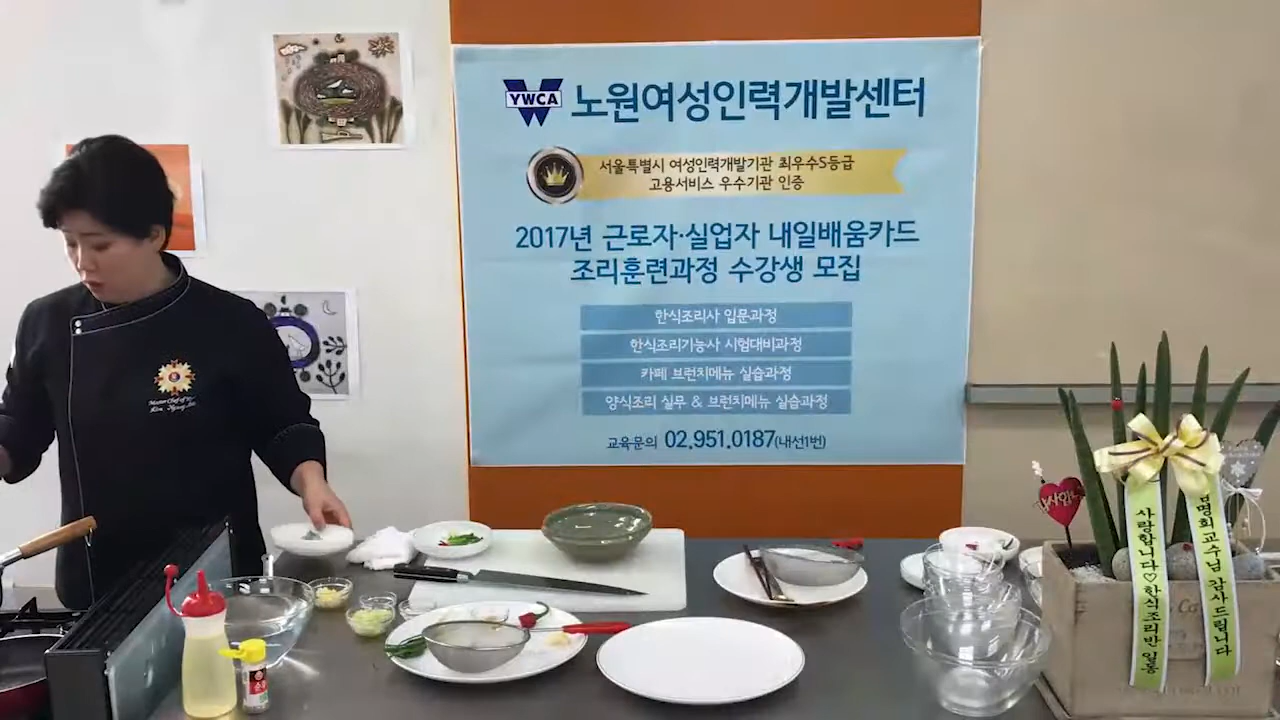 YWCA 노원여성인력개발센터
서울특별시 여성인력개발기관 최우수S등급
고용서비스 우수기관 인증
2017년 근로자·실업자 내일배움카드
조리훈련과정 수강생 모집
한식조리사 입문과정
한식조리기능사 시험대비과정
카페 브런치메뉴 실습과정
양식조리 실무 & 브런치메뉴 실습과정
교육문의 02.951.0187(내선1번)
Master Chef of
사랑합니다♡한식조리반 일동
명희교수님 감사드립니다